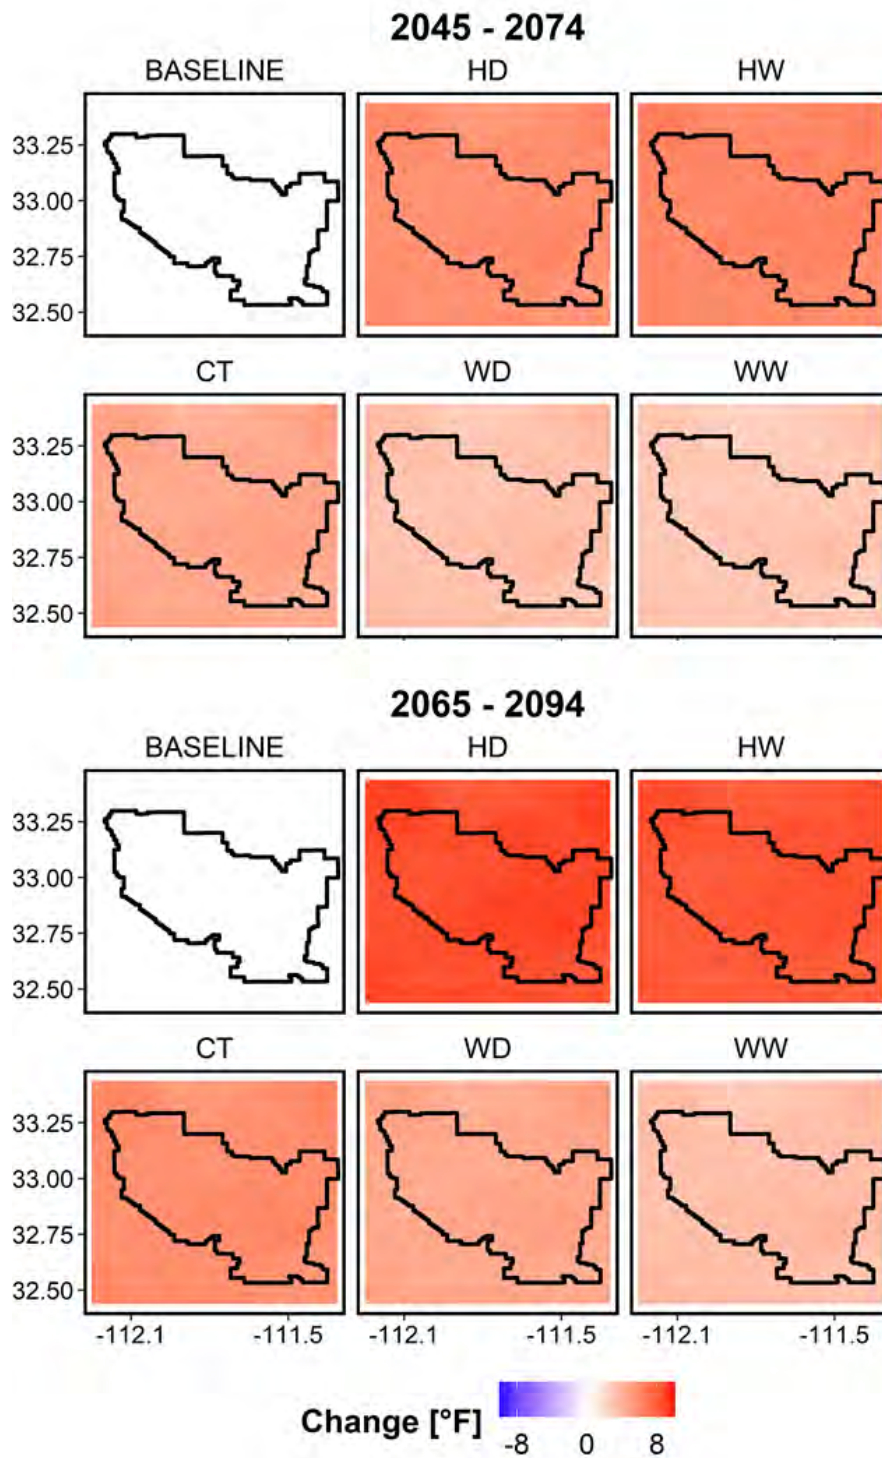 2045 - 2074
BASELINE HD HW
33.25
33.00
32.75
32.50
CT WD WW
33.25
33.00
32.75
32.50
2065 - 2094
BASELINE HD HW
33.25
33.00
32.75
32.50
CT WD WW
33.25
33.00
32.75
32.50
-112.1 -111.5 -112.1 -111.5 -112.1 -111.5
Change [°F]
-8 0 8